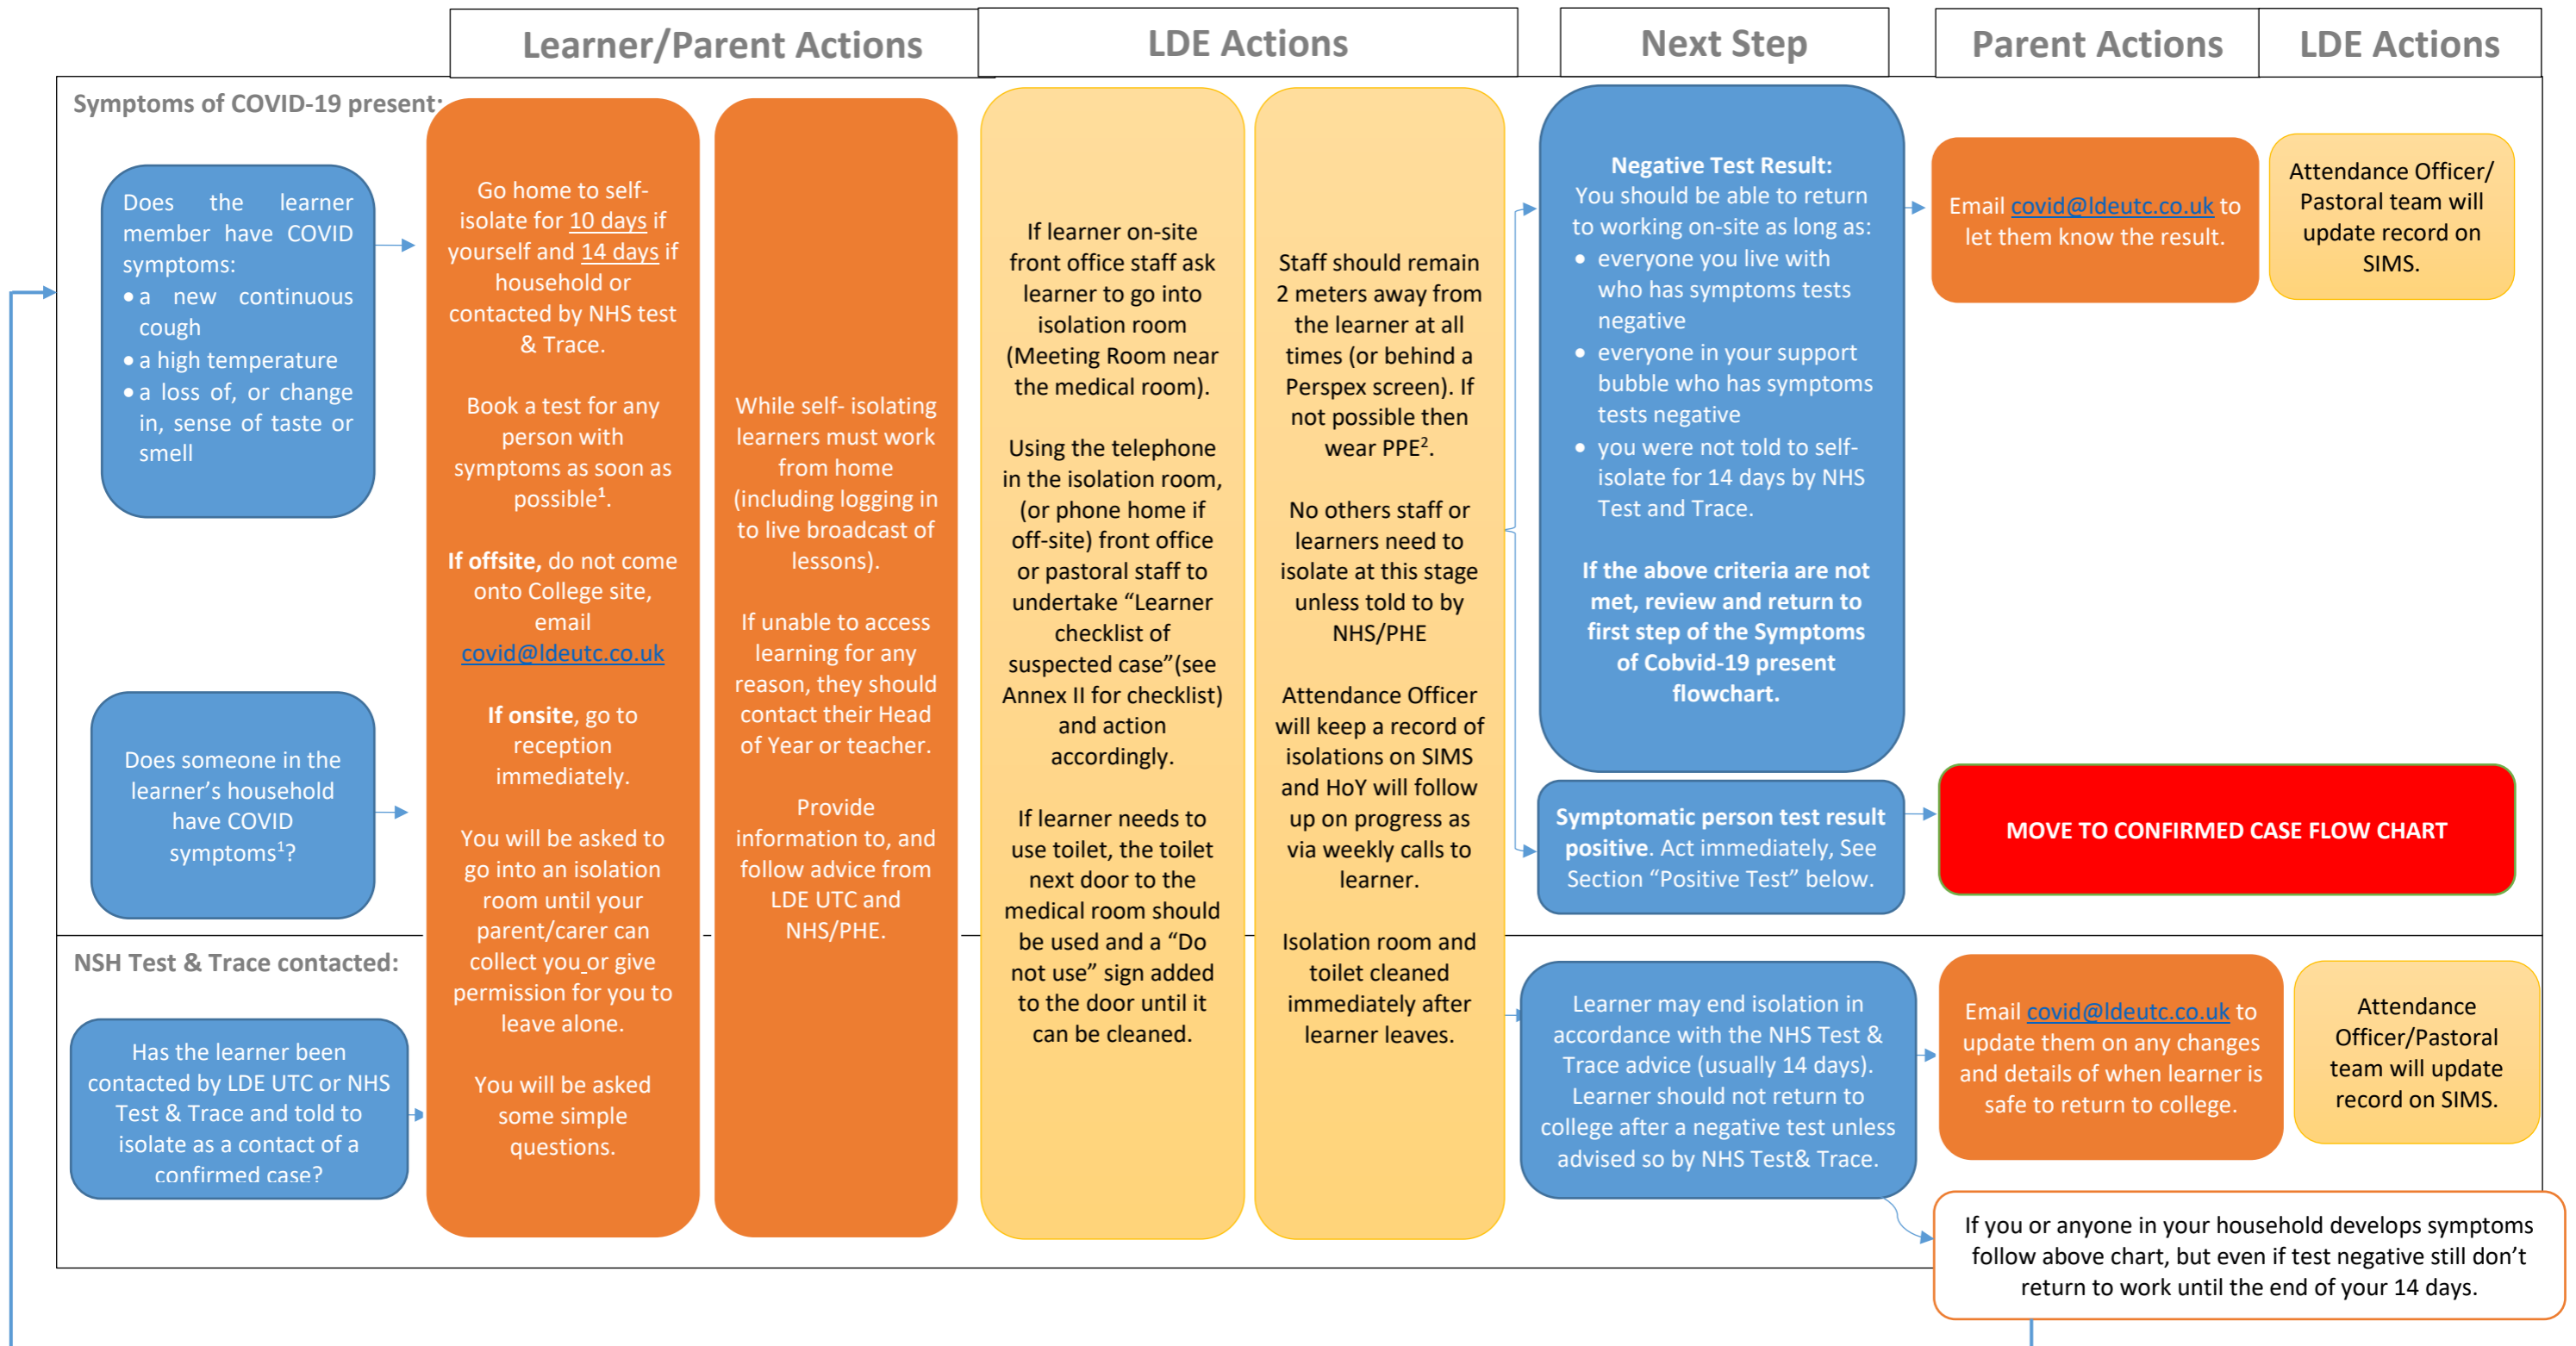 Learner/Parent Actions
LDE Actions
Next Step
Parent Actions
LDE Actions
Symptoms of COVID-19 present:
Does the learner
member have COVID
symptoms:
• a new continuous
cough
• a high temperature
• a loss of, or change
in, sense of taste or
smell
Does someone in the
learner’s household
have COVID
symptoms¹?
Go home to self-
isolate for 10 days if
yourself and 14 days if
household or
contacted by NHS test
& Trace.
Book a test for any
person with
symptoms as soon as
possible¹.
If offsite, do not come
onto College site,
email
covid@ldeutc.co.uk
If onsite, go to
reception
immediately.
You will be asked to
go into an isolation
room until your
parent/carer can
collect you or give
permission for you to
leave alone.
You will be asked
some simple
questions.
While self- isolating
learners must work
from home
(including logging in
to live broadcast of
lessons).
If unable to access
learning for any
reason, they should
contact their Head
of Year or teacher.
Provide
information to, and
follow advice from
LDE UTC and
NHS/PHE.
If learner on-site
front office staff ask
learner to go into
isolation room
(Meeting Room near
the medical room).
Using the telephone
in the isolation room,
(or phone home if
off-site) front office
or pastoral staff to
undertake “Learner
checklist of
suspected case”(see
Annex II for checklist)
and action
accordingly.
If learner needs to
use toilet, the toilet
next door to the
medical room should
be used and a “Do
not use” sign added
to the door until it
can be cleaned.
Staff should remain
2 meters away from
the learner at all
times (or behind a
Perspex screen). If
not possible then
wear PPE².
No others staff or
learners need to
isolate at this stage
unless told to by
NHS/PHE
Attendance Officer
will keep a record of
isolations on SIMS
and HoY will follow
up on progress as
via weekly calls to
learner.
Isolation room and
toilet cleaned
immediately after
learner leaves.
Negative Test Result:
You should be able to return
to working on-site as long as:
• everyone you live with
who has symptoms tests
negative
• everyone in your support
bubble who has symptoms
tests negative
• you were not told to self-
isolate for 14 days by NHS
Test and Trace.
If the above criteria are not
met, review and return to
first step of the Symptoms
of Cobvid-19 present
flowchart.
Email covid@ldeutc.co.uk to
let them know the result.
Attendance Officer/
Pastoral team will
update record on
SIMS.
Symptomatic person test result
positive. Act immediately, See
Section “Positive Test” below.
MOVE TO CONFIRMED CASE FLOW CHART
NSH Test & Trace contacted:
Has the learner been
contacted by LDE UTC or NHS
Test & Trace and told to
isolate as a contact of a
confirmed case?
Learner may end isolation in
accordance with the NHS Test &
Trace advice (usually 14 days).
Learner should not return to
college after a negative test unless
advised so by NHS Test& Trace.
Email covid@ldeutc.co.uk to
update them on any changes
and details of when learner is
safe to return to college.
Attendance
Officer/Pastoral
team will update
record on SIMS.
If you or anyone in your household develops symptoms
follow above chart, but even if test negative still don’t
return to work until the end of your 14 days.